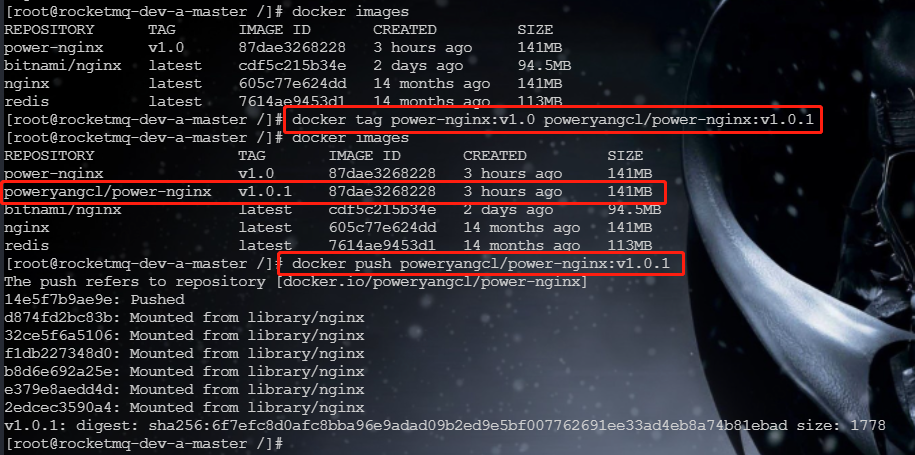 [root@rocketmq-dev-a-master /]# docker images
REPOSITORY TAG IMAGE ID CREATED SIZE
power-nginx v1.0 87dae3268228 3 hours ago 141MB
bitnami/nginx latest cdf5c215b34e 2 days ago 94.5MB
nginx latest 605c77e624dd 14 months ago 141MB
redis latest 7614ae9453d1 14 months ago 113MB
[root@rocketmq-dev-a-master /]# docker tag power-nginx:v1.0 poweryangcl/power-nginx:v1.0.1
[root@rocketmq-dev-a-master /]# docker images
REPOSITORY TAG IMAGE ID CREATED SIZE
power-nginx v1.0 87dae3268228 3 hours ago 141MB
poweryangcl/power-nginx v1.0.1 87dae3268228 3 hours ago 141MB
bitnami/nginx latest cdf5c215b34e 2 days ago 94.5MB
nginx latest 605c77e624dd 14 months ago 141MB
redis latest 7614ae9453d1 14 months ago 113MB
[root@rocketmq-dev-a-master /]# docker push poweryangcl/power-nginx:v1.0.1
The push refers to repository [docker.io/poweryangcl/power-nginx]
14e5f7b9ae9e: Pushed
d874fd2bc83b: Mounted from library/nginx
32ce5f6a5106: Mounted from library/nginx
f1db227348d0: Mounted from library/nginx
b8d6e692a25e: Mounted from library/nginx
e379e8aedd4d: Mounted from library/nginx
2edcec3590a4: Mounted from library/nginx
v1.0.1: digest: sha256:6f7efc8d0afc8bba96e9adad09b2ed9e5bf007762691ee33ad4eb8a74b81ebad size: 1778
[root@rocketmq-dev-a-master /]#